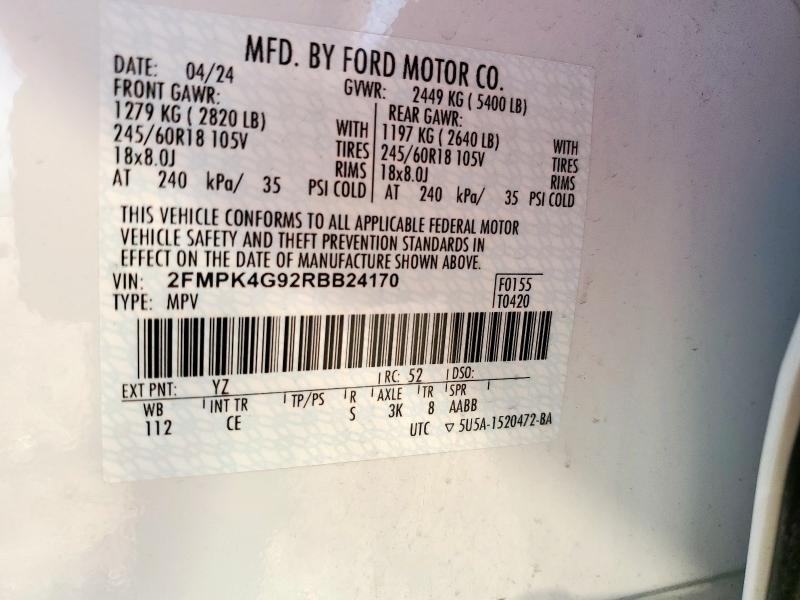 MFD. BY FORD MOTOR CO.
DATE: 04/24 GVWR: 2449 KG ( 5400 LB)
FRONT GAWR: REAR GAWR:
1279 KG ( 2820 LB) WITH 1197 KG ( 2640 LB) WITH
245/60R18 105V TIRES 245/60R18 105V TIRES
18x8.0J RIMS 18x8.0J RIMS
AT 240 kPa/ 35 PSI COLD AT 240 kPa/ 35 PSI COLD
THIS VEHICLE CONFORMS TO ALL APPLICABLE FEDERAL MOTOR
VEHICLE SAFETY AND THEFT PREVENTION STANDARDS IN
EFFECT ON THE DATE OF MANUFACTURE SHOWN ABOVE.
VIN: 2FMPK4G92RBB24170 F0155
TYPE: MPV T0420
EXT PNT: YZ RC: 52 DSO:
WB INT TR TP/PS R AXLE TR SPR
112 CE S 3K 8 AABB
UTC ▽ 5U5A-1520472-BA